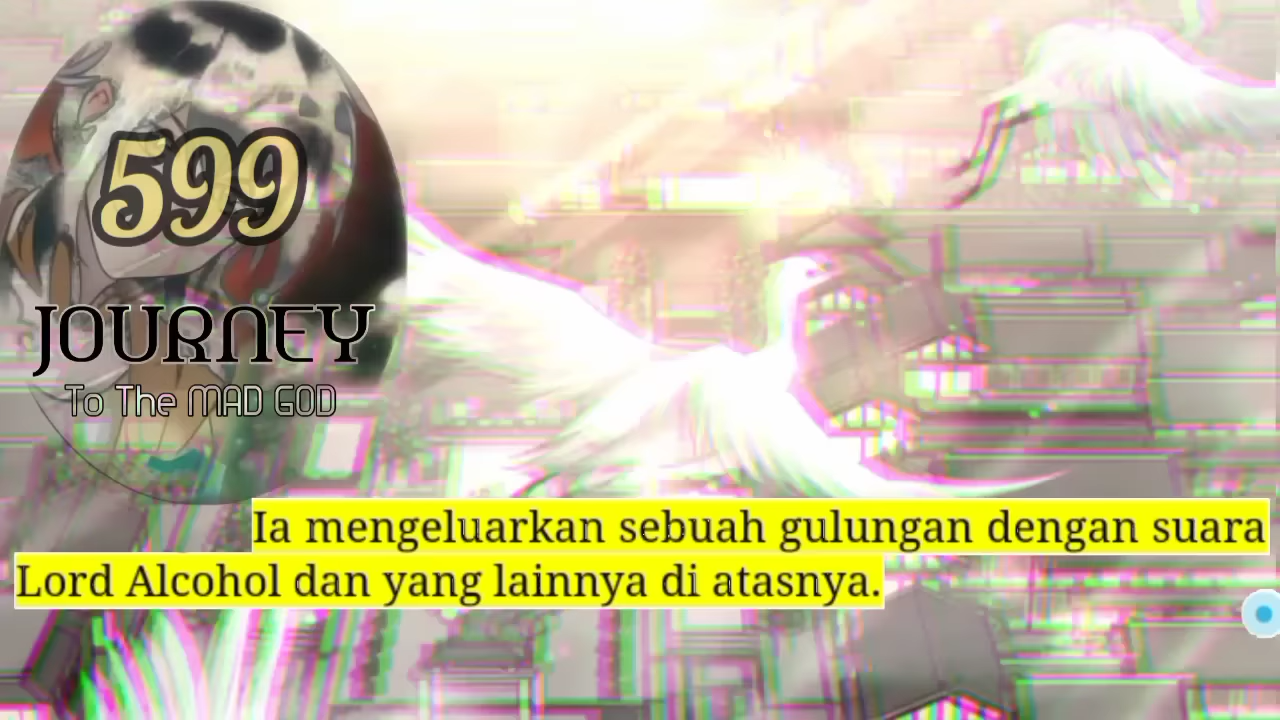 599
JOURNEY
To The MAD GOD
Ia mengeluarkan sebuah gulungan dengan suara
Lord Alcohol dan yang lainnya di atasnya.